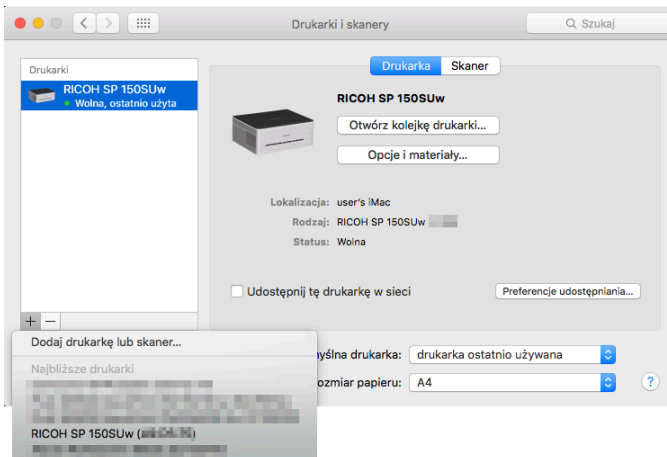 Drukarki i skanery
Szukaj
Drukarki
RICOH SP 150SUw
Wolna, ostatnio użyta
Drukarka Skaner
RICOH SP 150SUw
Otwórz kolejkę drukarki...
Opcje i materiały...
Lokalizacja: user's iMac
Rodzaj: RICOH SP 150SUw
Status: Wolna
Udostępnij tę drukarkę w sieci
Preferencje udostępniania...
+ −
Dodaj drukarkę lub skaner...
Najbliższe drukarki
RICOH SP 150SUw (
yślna drukarka: drukarka ostatnio używana
ozmiar papieru: A4
?